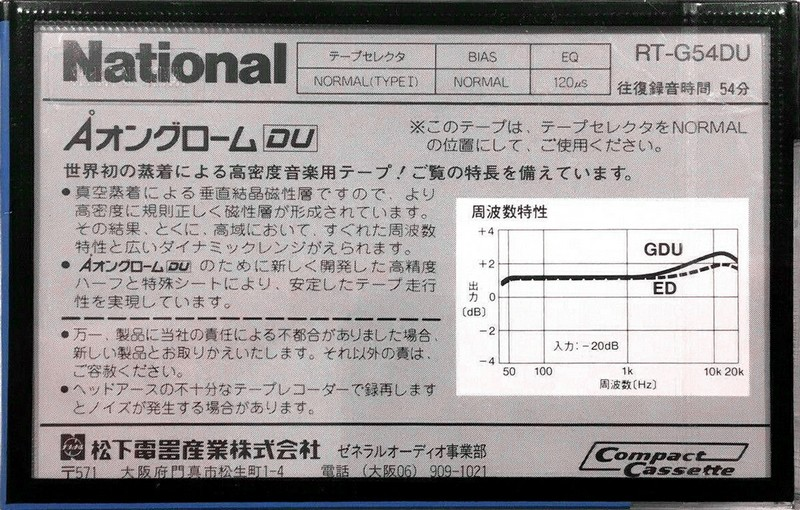 National
テープセレクタ BIAS EQ
NORMAL(TYPEI) NORMAL 120μs
RT-G54DU
往復録音時間 54分
Åオングローム DU
※このテープは、テープセレクタをNORMAL
の位置にして、ご使用ください。
世界初の蒸着による高密度音楽用テープ!ご覧の特長を備えています。
●真空蒸着による垂直結晶磁性層ですので、より
高密度に規則正しく磁性層が形成されています。
その結果、とくに、高域において、すぐれた周波数
特性と広いダイナミックレンジがえられます。
●Åオングローム DU のために新しく開発した高精度
ハーフと特殊シートにより、安定したテープ走行
性を実現しています。
●万一、製品に当社の責任による不都合がありました場合、
新しい製品とお取りかえいたします。それ以外の責は、
ご容赦ください。
●ヘッドアースの不十分なテープレコーダーで録再します
とノイズが発生する場合があります。
周波数特性
+4
+2
0
−2
−4
出力
〔dB〕
GDU
ED
入力:−20dB
50 100 1k 10k 20k
周波数〔Hz〕
松下電器産業株式会社 ゼネラルオーディオ事業部
〒571 大阪府門真市松生町1-4 電話 (大阪06) 909-1021
Compact
Cassette